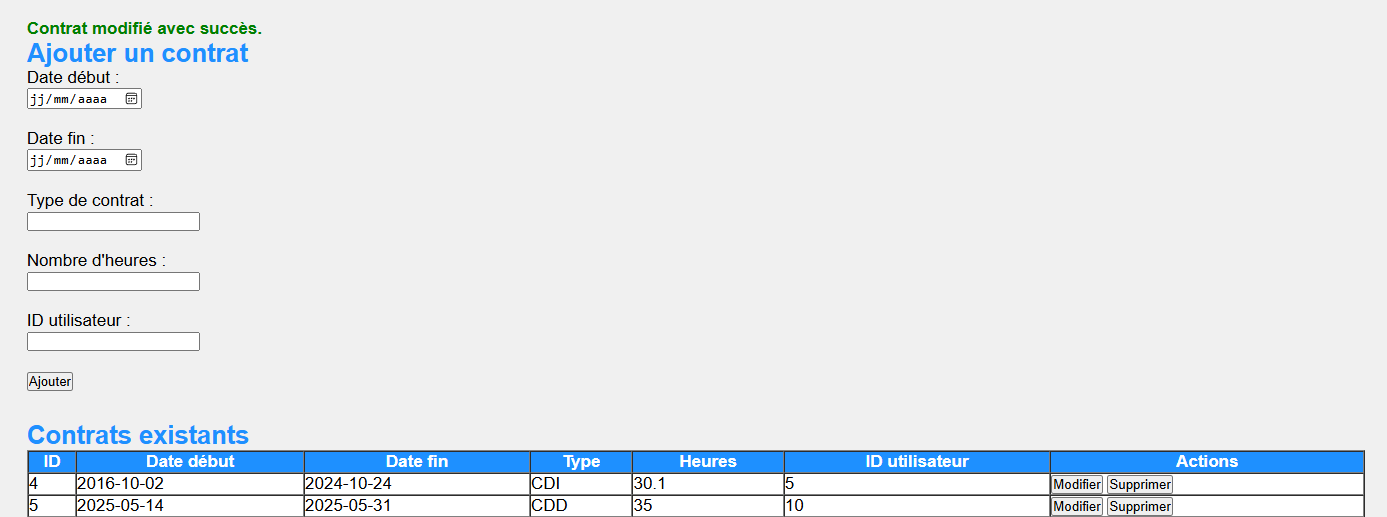 Contrat modifié avec succès.
Ajouter un contrat
Date début :
jj/mm/aaaa
Date fin :
jj/mm/aaaa
Type de contrat :
Nombre d'heures :
ID utilisateur :
Ajouter
Contrats existants
ID Date début Date fin Type Heures ID utilisateur Actions
4 2016-10-02 2024-10-24 CDI 30.1 5 Modifier Supprimer
5 2025-05-14 2025-05-31 CDD 35 10 Modifier Supprimer